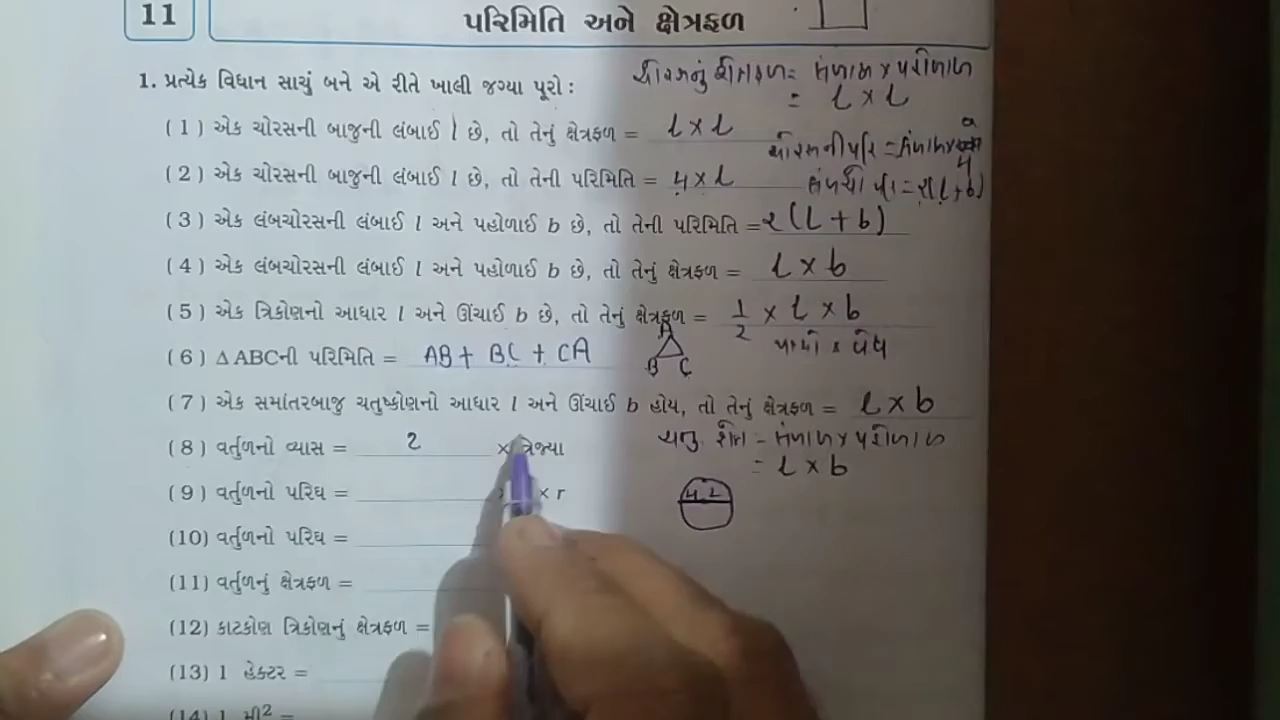 11 પરિમિતિ અને ક્ષેત્રફળ
1. પ્રત્યેક વિધાન સાચું બને એ રીતે ખાલી જગ્યા પૂરો :
= l × l
(1) એક ચોરસની બાજુની લંબાઈ l છે, તો તેનું ક્ષેત્રફળ = l × l
(2) એક ચોરસની બાજુની લંબાઈ l છે, તો તેની પરિમિતિ = 4 × l
(3) એક લંબચોરસની લંબાઈ l અને પહોળાઈ b છે, તો તેની પરિમિતિ = 2 (l + b)
(4) એક લંબચોરસની લંબાઈ l અને પહોળાઈ b છે, તો તેનું ક્ષેત્રફળ = l × b
(5) એક ત્રિકોણનો આધાર l અને ઊંચાઈ b છે, તો તેનું ક્ષેત્રફળ = 1/2 × l × b
(6) △ABCની પરિમિતિ = AB + BC + CA
A
B C
(7) એક સમાંતરબાજુ ચતુષ્કોણનો આધાર l અને ઊંચાઈ b હોય, તો તેનું ક્ષેત્રફળ = l × b
(8) વર્તુળનો વ્યાસ = 2 × ત્રિજ્યા
= l × b
(9) વર્તુળનો પરિઘ = × r
(10) વર્તુળનો પરિઘ =
(11) વર્તુળનું ક્ષેત્રફળ =
(12) કાટકોણ ત્રિકોણનું ક્ષેત્રફળ =
(13) 1 હેક્ટર =
(14) 1 મી² =